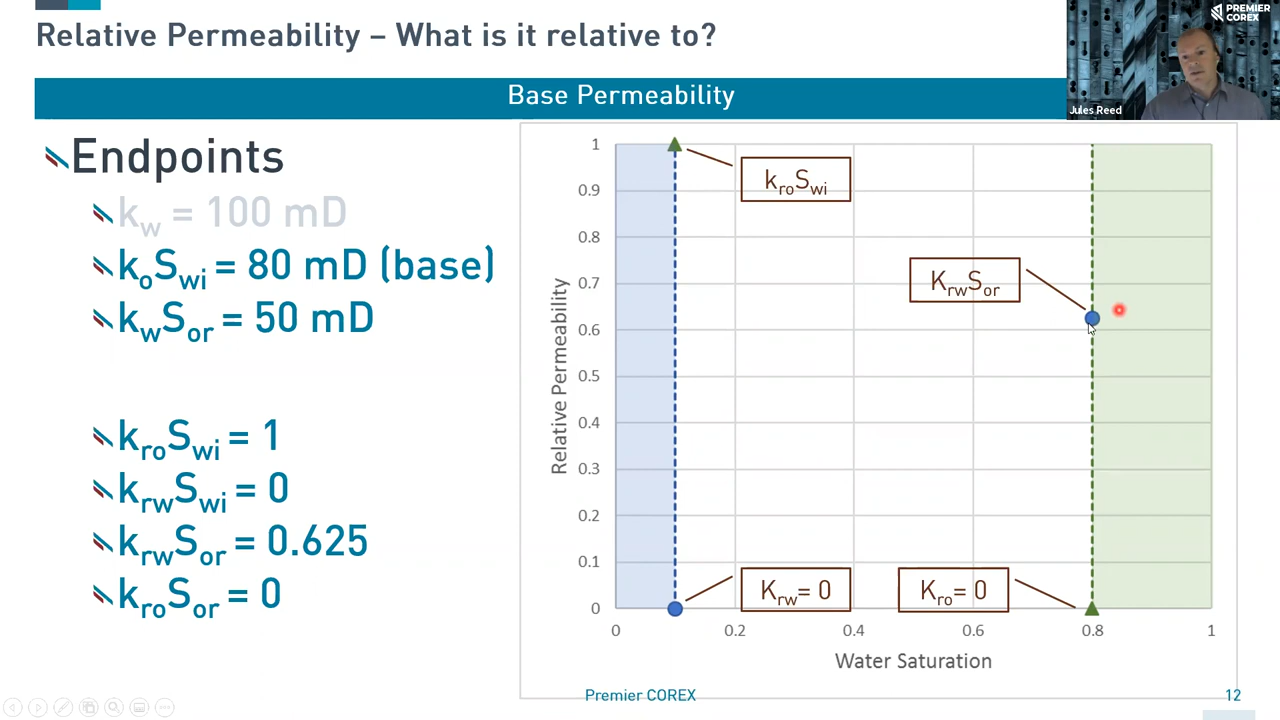 Relative Permeability – What is it relative to?
PREMIER
COREX
Jules Reed
Base Permeability
Endpoints
kw = 100 mD
koSwi = 80 mD (base)
kwSor = 50 mD
kroSwi = 1
krwSwi = 0
krwSor = 0.625
kroSor = 0
Relative Permeability
1
0.9
0.8
0.7
0.6
0.5
0.4
0.3
0.2
0.1
0
kroSwi
KrwSor
Krw= 0
Kro= 0
0
0.2
0.4
0.6
0.8
1
Water Saturation
Premier COREX
12